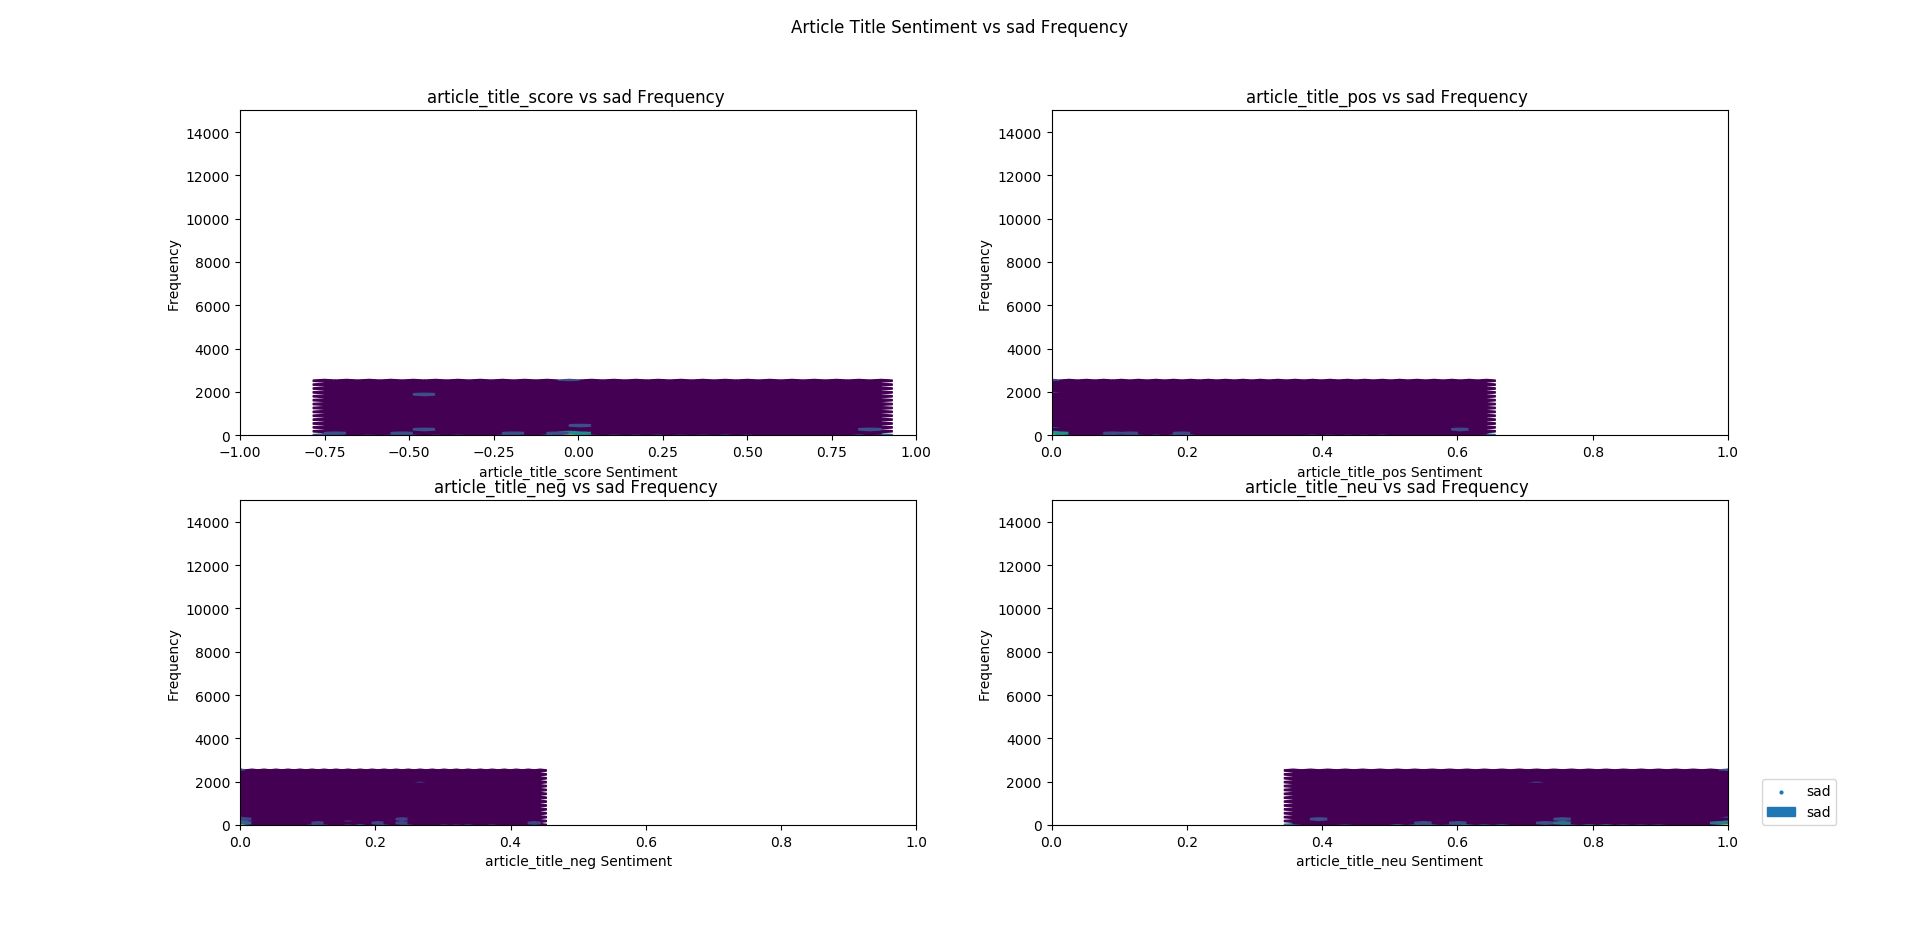 Article Title Sentiment vs sad Frequency
article_title_score vs sad Frequency
14000
12000
10000
8000
6000
4000
2000
0
Frequency
−1.00 −0.75 −0.50 −0.25 0.00 0.25 0.50 0.75 1.00
article_title_score Sentiment
article_title_pos vs sad Frequency
14000
12000
10000
8000
6000
4000
2000
0
Frequency
0.0 0.2 0.4 0.6 0.8 1.0
article_title_pos Sentiment
article_title_neg vs sad Frequency
14000
12000
10000
8000
6000
4000
2000
0
Frequency
0.0 0.2 0.4 0.6 0.8 1.0
article_title_neg Sentiment
article_title_neu vs sad Frequency
14000
12000
10000
8000
6000
4000
2000
0
Frequency
0.0 0.2 0.4 0.6 0.8 1.0
article_title_neu Sentiment
sad
sad